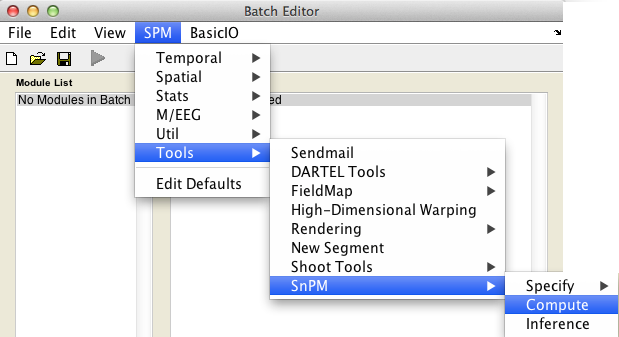 Batch Editor
File Edit View SPM BasicIO
Module List
No Modules in Batch
ed
Temporal
Spatial
Stats
M/EEG
Util
Tools
Edit Defaults
Sendmail
DARTEL Tools
FieldMap
High-Dimensional Warping
Rendering
New Segment
Shoot Tools
SnPM
Specify
Compute
Inference